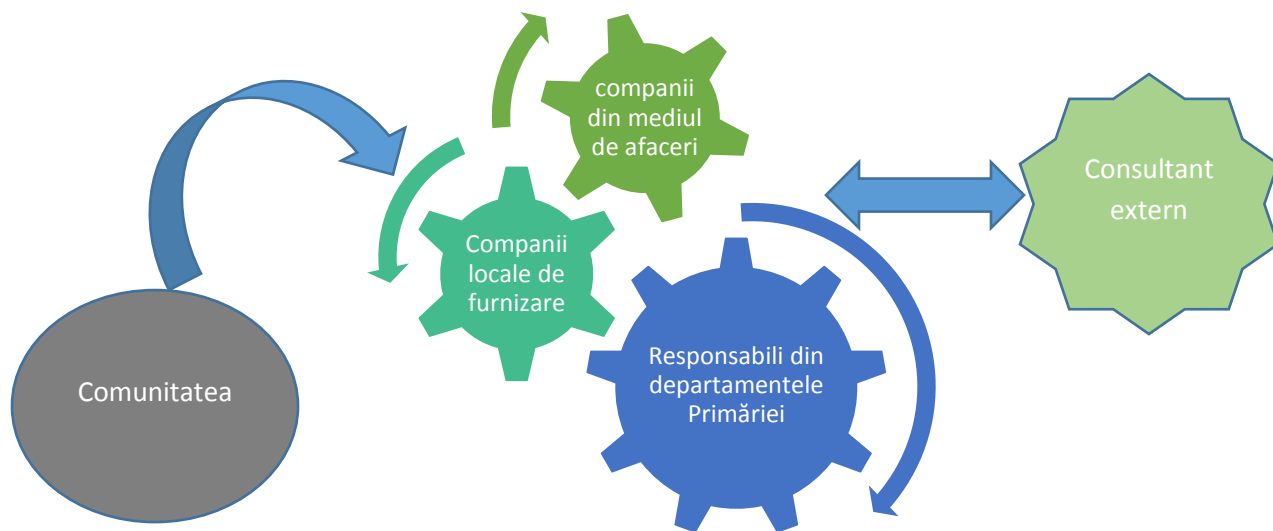 companii
din mediul
de afaceri
Consultant
extern
Companii
locale de
furnizare
Responsabili din
departamentele
Primăriei
Comunitatea